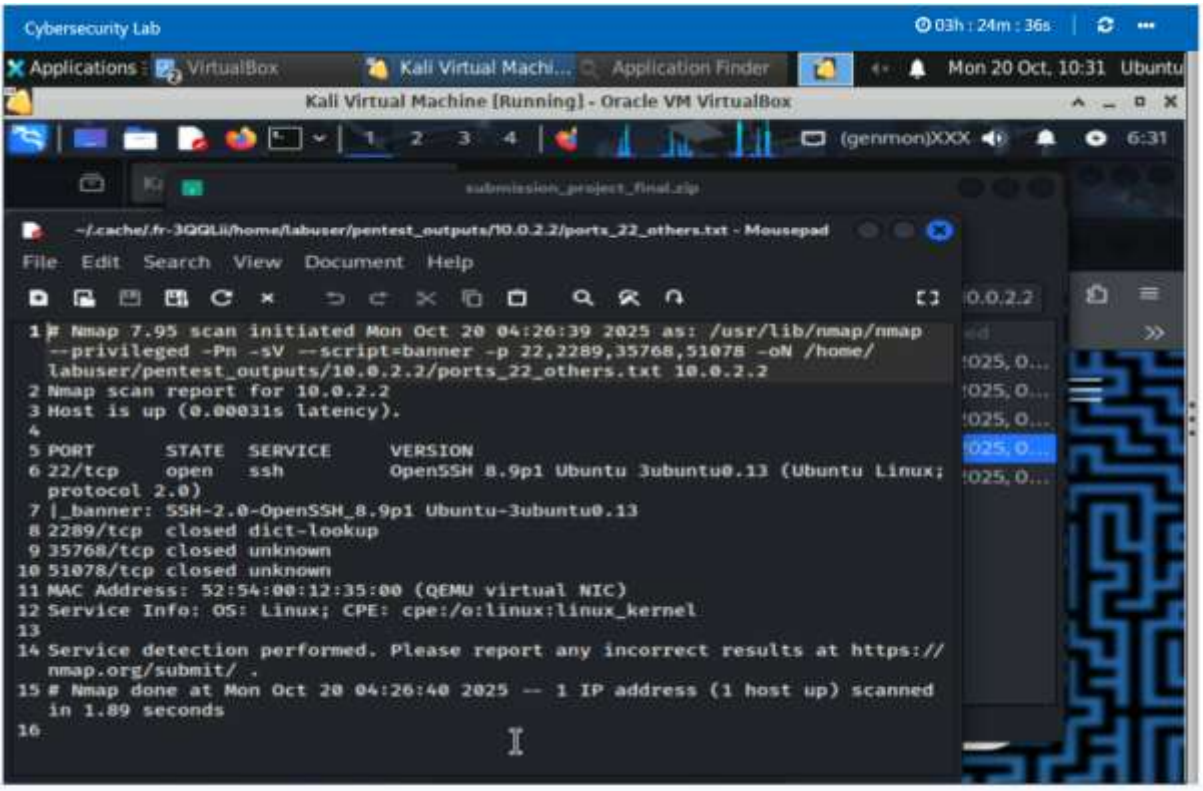 Cybersecurity Lab
03h : 24m : 36s
Applications
VirtualBox
Kali Virtual Machi...
Application Finder
Mon 20 Oct, 10:31 Ubuntu
Kali Virtual Machine [Running] - Oracle VM VirtualBox
1 2 3 4
(genmon)XXX
6:31
submission_project_final.zip
~/.cache/.fr-3QQLii/home/labuser/pentest_outputs/10.0.2.2/ports_22_others.txt - Mousepad
File Edit Search View Document Help
10.0.2.2
1 # Nmap 7.95 scan initiated Mon Oct 20 04:26:39 2025 as: /usr/lib/nmap/nmap
--privileged -Pn -sV --script=banner -p 22,2289,35768,51078 -oN /home/
labuser/pentest_outputs/10.0.2.2/ports_22_others.txt 10.0.2.2
2 Nmap scan report for 10.0.2.2
3 Host is up (0.00031s latency).
4
5 PORT STATE SERVICE VERSION
6 22/tcp open ssh OpenSSH 8.9p1 Ubuntu 3ubuntu0.13 (Ubuntu Linux;
protocol 2.0)
7 |_banner: SSH-2.0-OpenSSH_8.9p1 Ubuntu-3ubuntu0.13
8 2289/tcp closed dict-lookup
9 35768/tcp closed unknown
10 51078/tcp closed unknown
11 MAC Address: 52:54:00:12:35:00 (QEMU virtual NIC)
12 Service Info: OS: Linux; CPE: cpe:/o:linux:linux_kernel
13
14 Service detection performed. Please report any incorrect results at https://
nmap.org/submit/ .
15 # Nmap done at Mon Oct 20 04:26:40 2025 -- 1 IP address (1 host up) scanned
in 1.89 seconds
16
2025, 0...
2025, 0...
2025, 0...
2025, 0...
2025, 0...